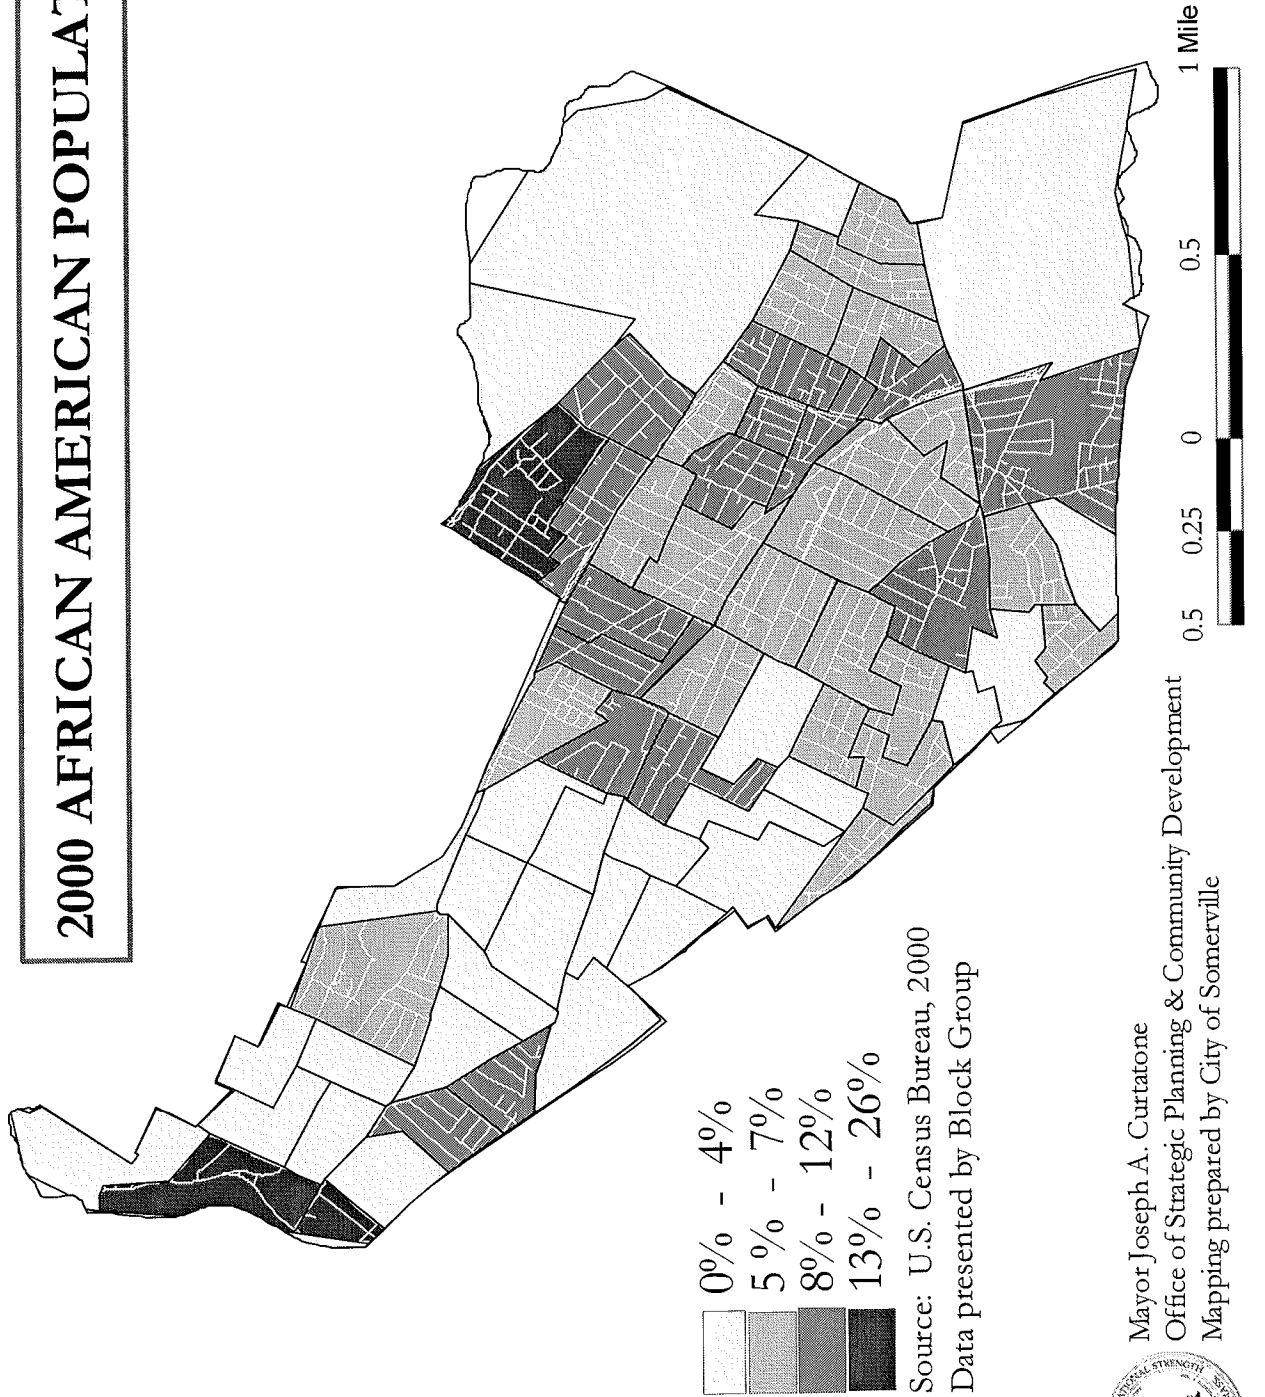 2000 AFRICAN AMERICAN POPULAT
0% - 4%
5 % - 7%
8% - 12%
13% - 26%
Source: U.S. Census Bureau, 2000
Data presented by Block Group
Mayor Joseph A. Curtatone
Office of Strategic Planning & Community Development
Mapping prepared by City of Somerville
0.5 0.25 0 0.5 1 Mile
STRENGTH